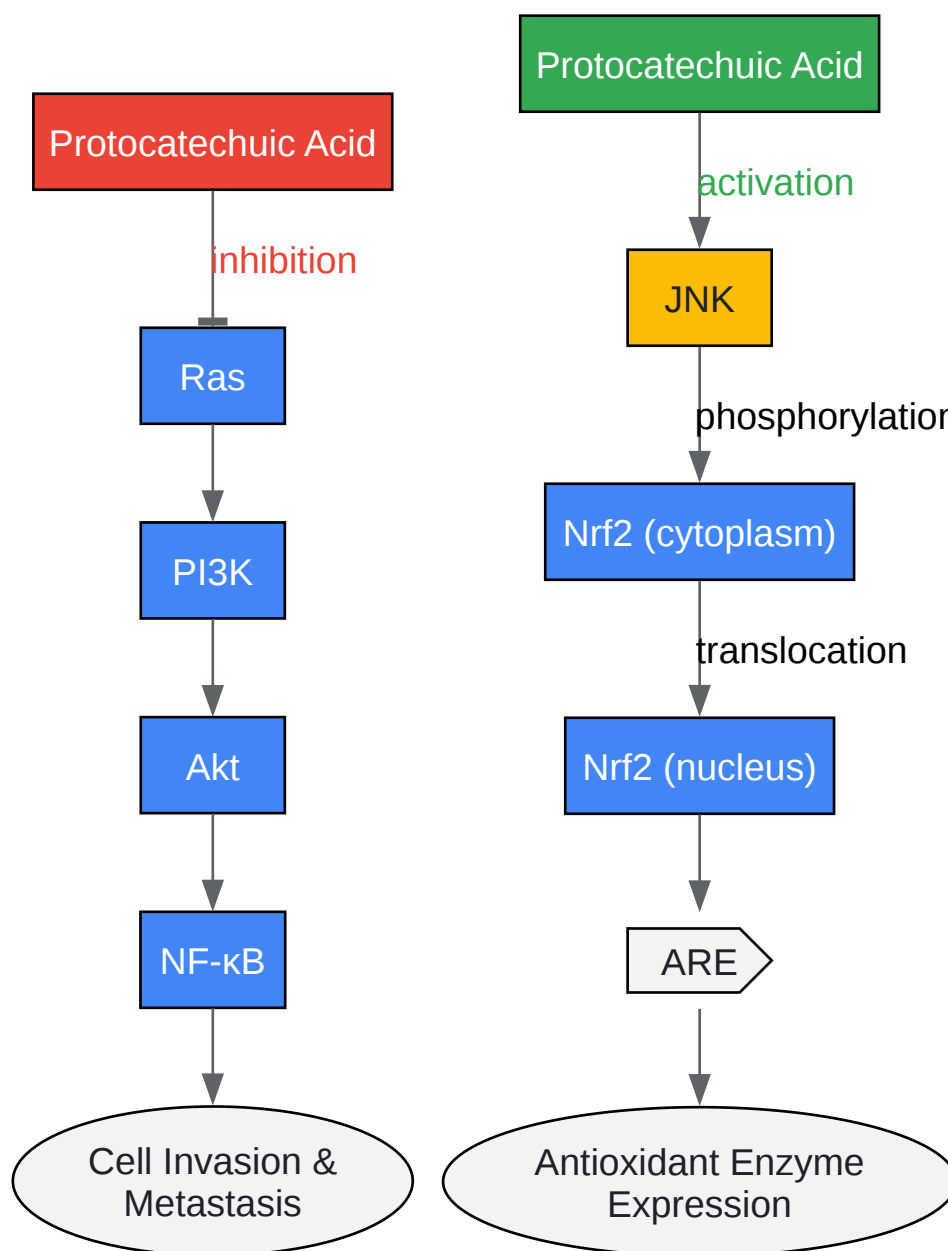 Protocatechuic Acid
inhibition
Ras
PI3K
Akt
NF-κB
Cell Invasion &
Metastasis
Protocatechuic Acid
activation
JNK
phosphorylation
Nrf2 (cytoplasm)
translocation
Nrf2 (nucleus)
ARE
Antioxidant Enzyme
Expression